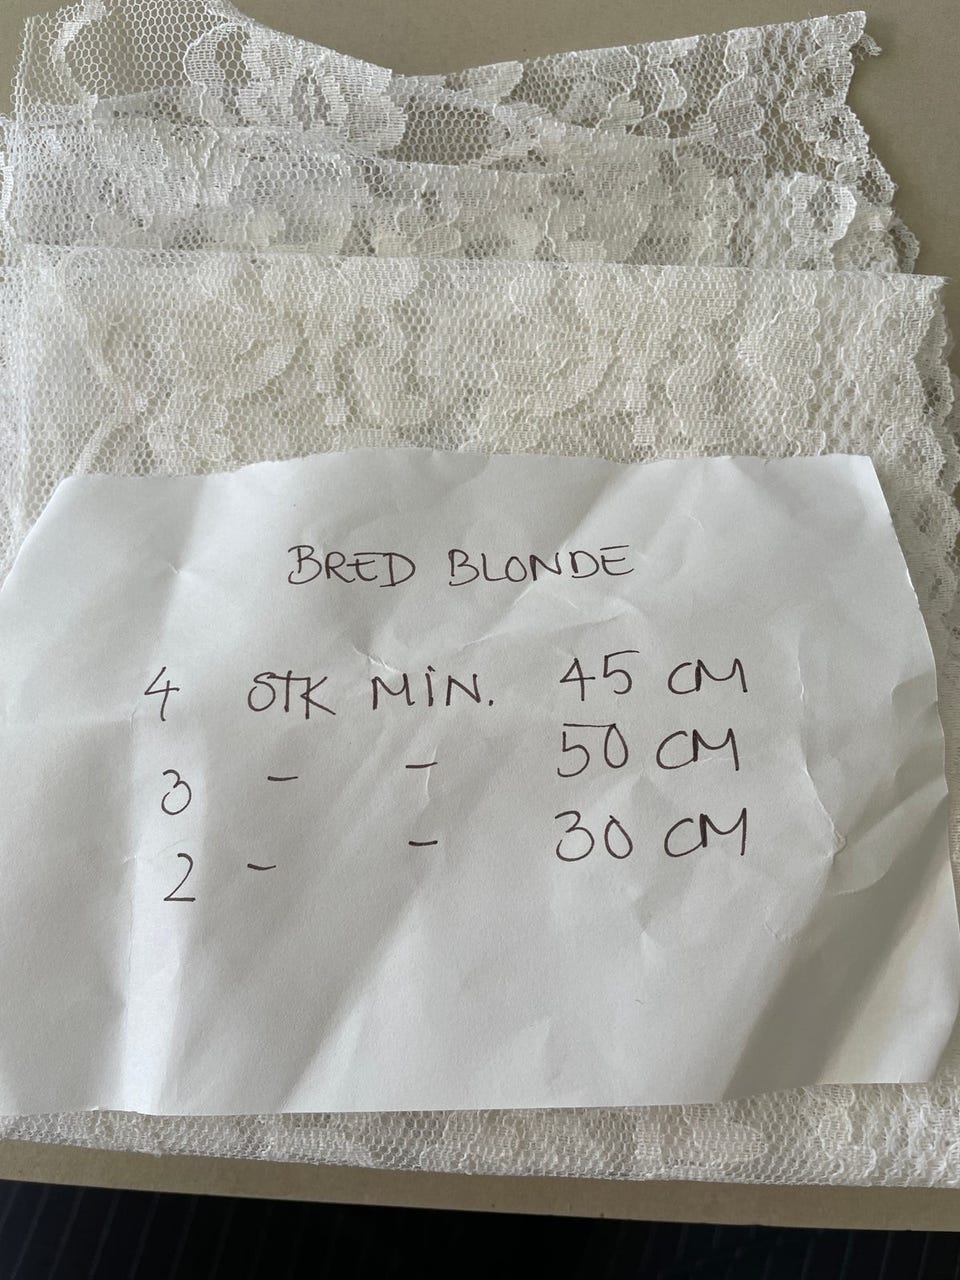 BRED BLONDE
4 STK MIN. 45 CM
3 - - 50 CM
2 - - 30 CM